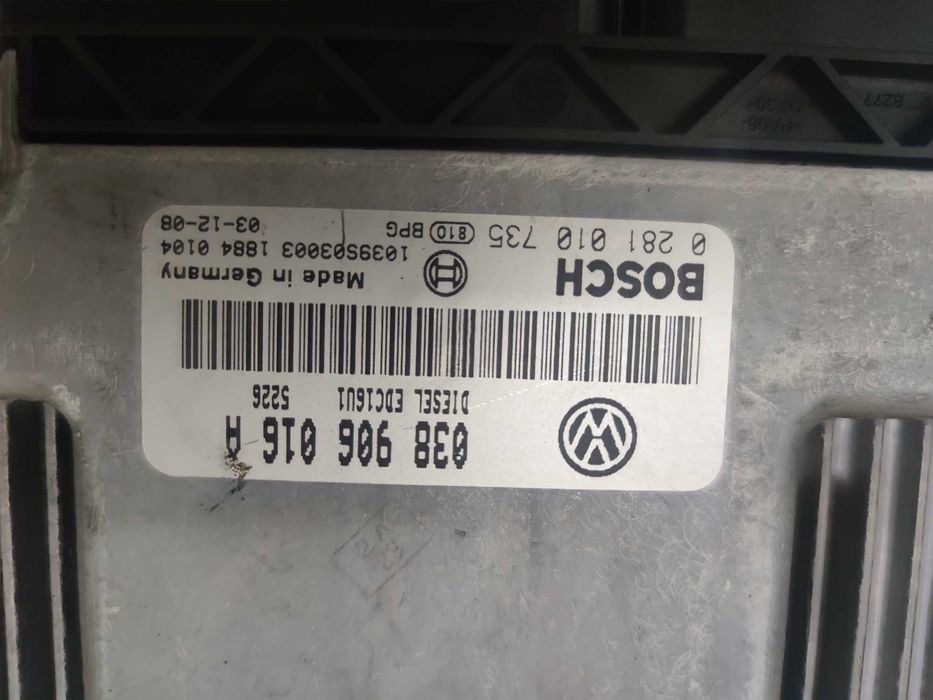 038 906 016 A
DIESEL EDC16U1 5226
BOSCH Made in Germany
1039S03003 1884 0104
0 281 010 735 810 BPG 03-12-08
8277